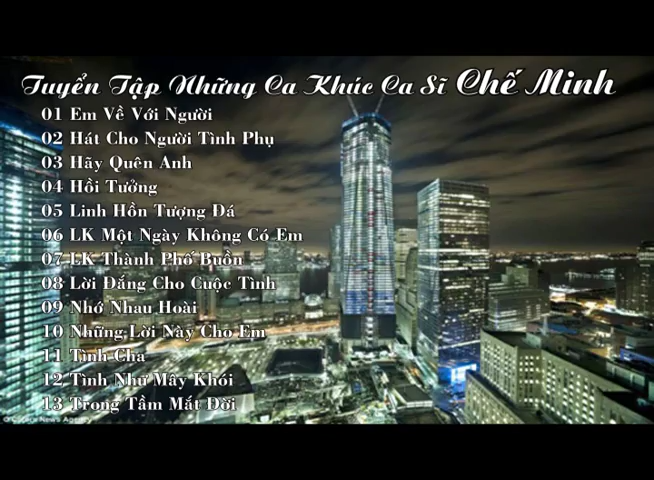 Tuyển Tập Những Ca Khúc Ca Sĩ Chế Minh
01 Em Về Với Người
02 Hát Cho Người Tình Phụ
03 Hãy Quên Anh
04 Hồi Tưởng
05 Linh Hồn Tượng Đá
06 LK Một Ngày Không Có Em
07 LK Thành Phố Buồn
08 Lời Đắng Cho Cuộc Tình
09 Nhớ Nhau Hoài
10 Những Lời Này Cho Em
11 Tình Cha
12 Tình Như Mây Khói
13 Trong Tầm Mắt Đời
News